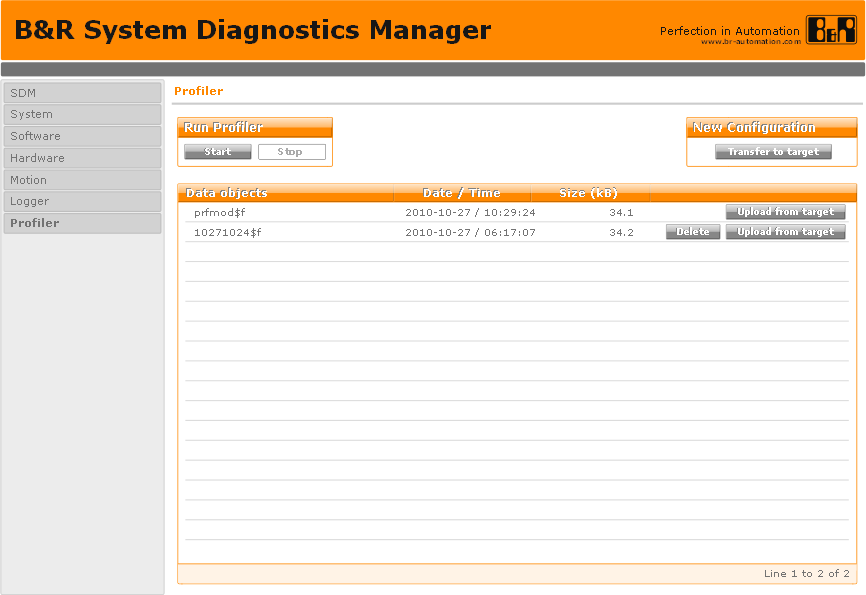 B&R System Diagnostics Manager
Perfection in Automation
www.br-automation.com
B&R
SDM
System
Software
Hardware
Motion
Logger
Profiler
Profiler
Run Profiler
Start Stop
New Configuration
Transfer to target
Data objects Date / Time Size (kB)
prfmod$f 2010-10-27 / 10:29:24 34.1 Upload from target
10271024$f 2010-10-27 / 06:17:07 34.2 Delete Upload from target
Line 1 to 2 of 2